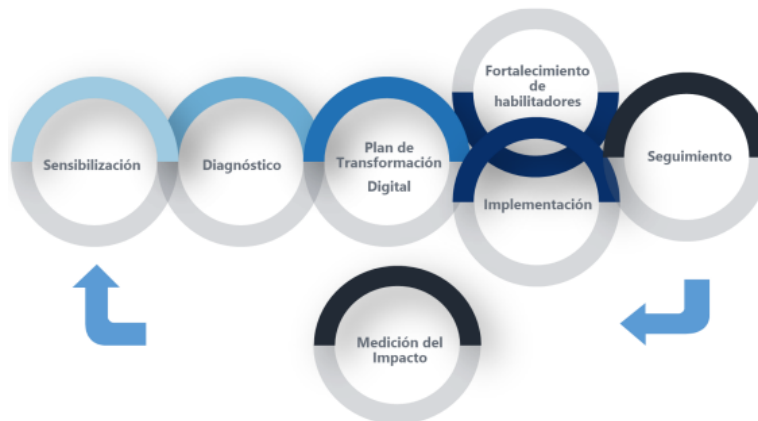 Sensibilización
Diagnóstico
Plan de
Transformación
Digital
Fortalecimiento
de
habilitadores
Implementación
Seguimiento
Medición del
Impacto